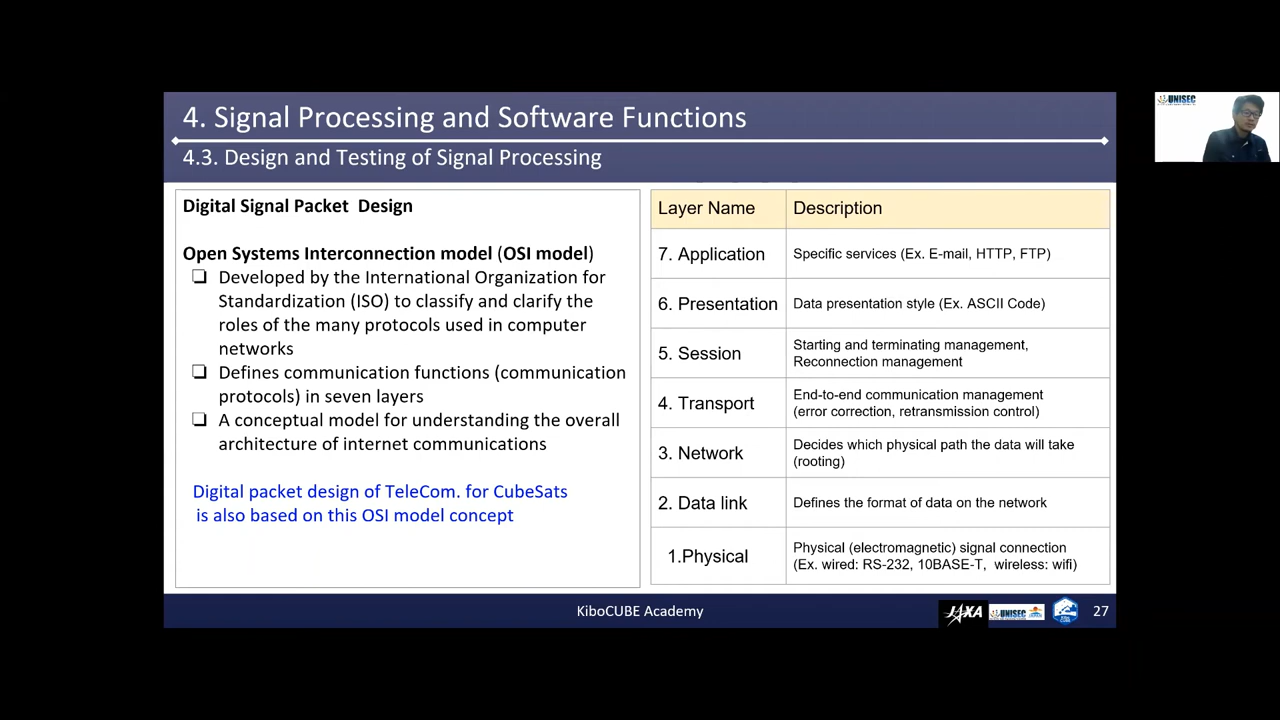 4. Signal Processing and Software Functions
4.3. Design and Testing of Signal Processing
Digital Signal Packet Design
Open Systems Interconnection model (OSI model)
❑ Developed by the International Organization for
Standardization (ISO) to classify and clarify the
roles of the many protocols used in computer
networks
❑ Defines communication functions (communication
protocols) in seven layers
❑ A conceptual model for understanding the overall
architecture of internet communications
Digital packet design of TeleCom. for CubeSats
is also based on this OSI model concept
Layer Name Description
7. Application Specific services (Ex. E-mail, HTTP, FTP)
6. Presentation Data presentation style (Ex. ASCII Code)
5. Session Starting and terminating management,
Reconnection management
4. Transport End-to-end communication management
(error correction, retransmission control)
3. Network Decides which physical path the data will take
(rooting)
2. Data link Defines the format of data on the network
1.Physical Physical (electromagnetic) signal connection
(Ex. wired: RS-232, 10BASE-T, wireless: wifi)
KiboCUBE Academy
JAXA
UNISEC
27
UNISEC